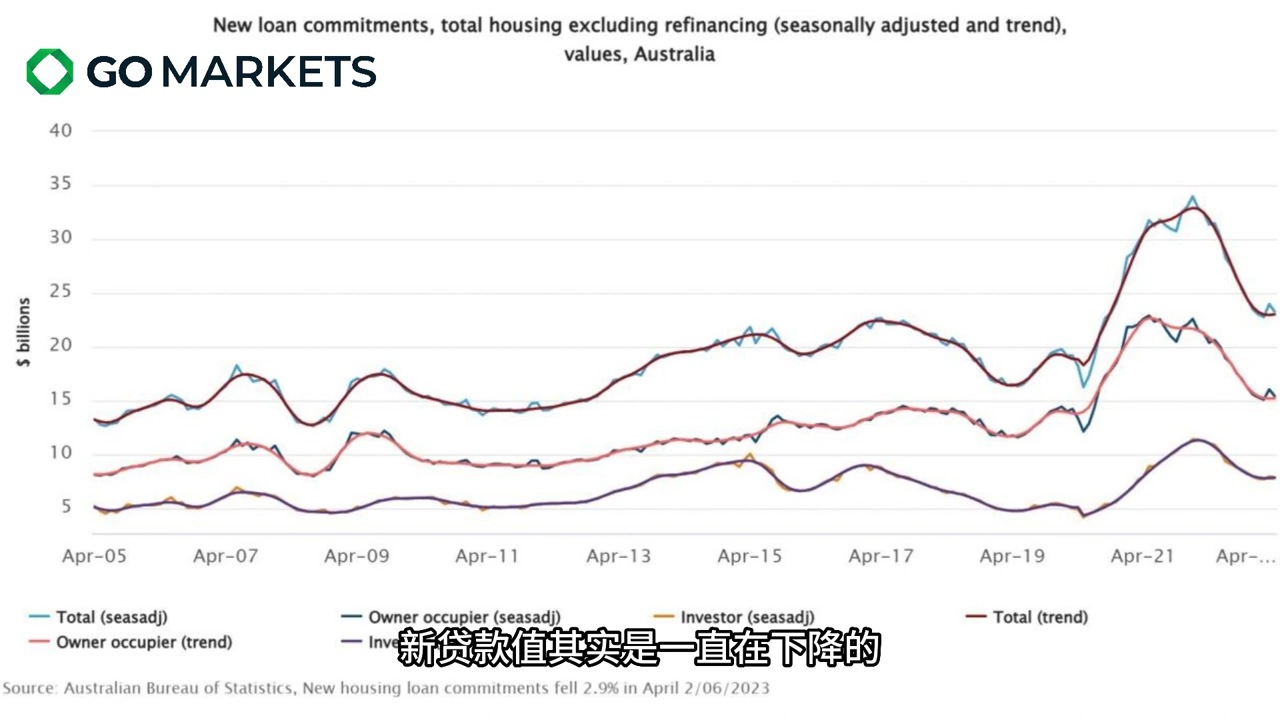 New loan commitments, total housing excluding refinancing (seasonally adjusted and trend),
values, Australia
GO MARKETS
40
35
30
25
20
15
10
5
$ billions
Apr-05 Apr-07 Apr-09 Apr-11 Apr-13 Apr-15 Apr-17 Apr-19 Apr-21 Apr-...
Total (seasadj) Owner occupier (seasadj) Investor (seasadj) Total (trend)
Owner occupier (trend)
新贷款值其实是一直在下降的
Source: Australian Bureau of Statistics, New housing loan commitments fell 2.9% in April 2/06/2023